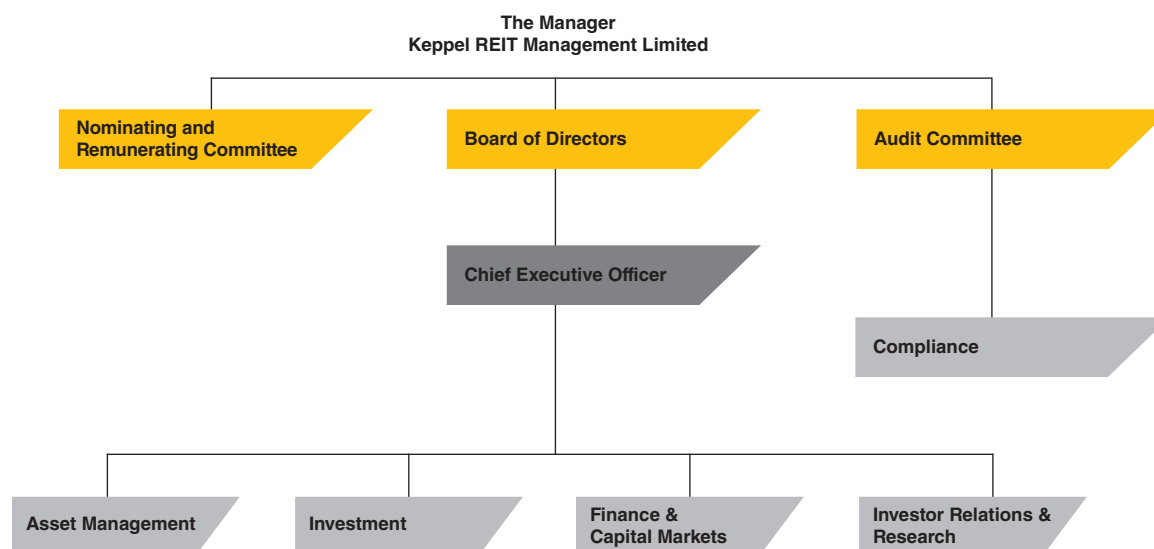 The Manager
Keppel REIT Management Limited
Nominating and
Remunerating Committee
Board of Directors
Audit Committee
Chief Executive Officer
Compliance
Asset Management
Investment
Finance &
Capital Markets
Investor Relations &
Research